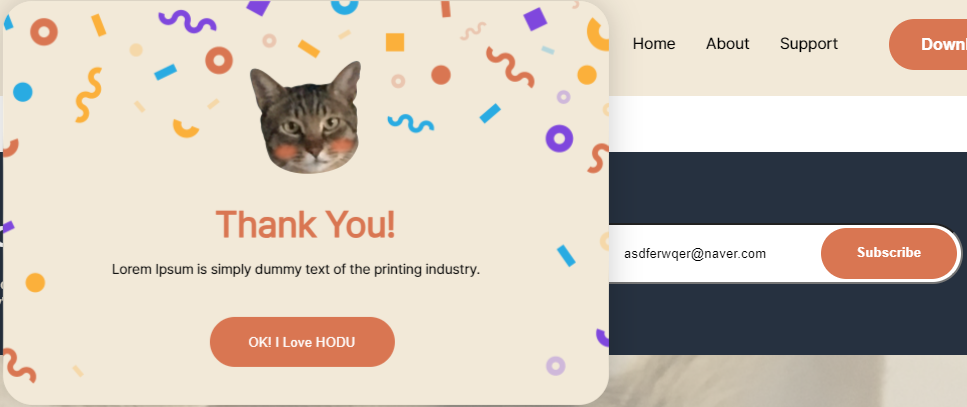 Home About Support Downl
Thank You!
Lorem Ipsum is simply dummy text of the printing industry.
OK! I Love HODU
asdferwqer@naver.com
Subscribe